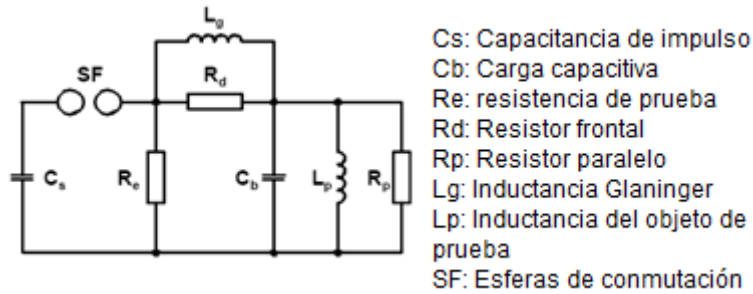 Lg
SF
Rd
Cs
Re
Cb
Lp
Rp
Cs: Capacitancia de impulso
Cb: Carga capacitiva
Re: resistencia de prueba
Rd: Resistor frontal
Rp: Resistor paralelo
Lg: Inductancia Glaninger
Lp: Inductancia del objeto de
prueba
SF: Esferas de conmutación